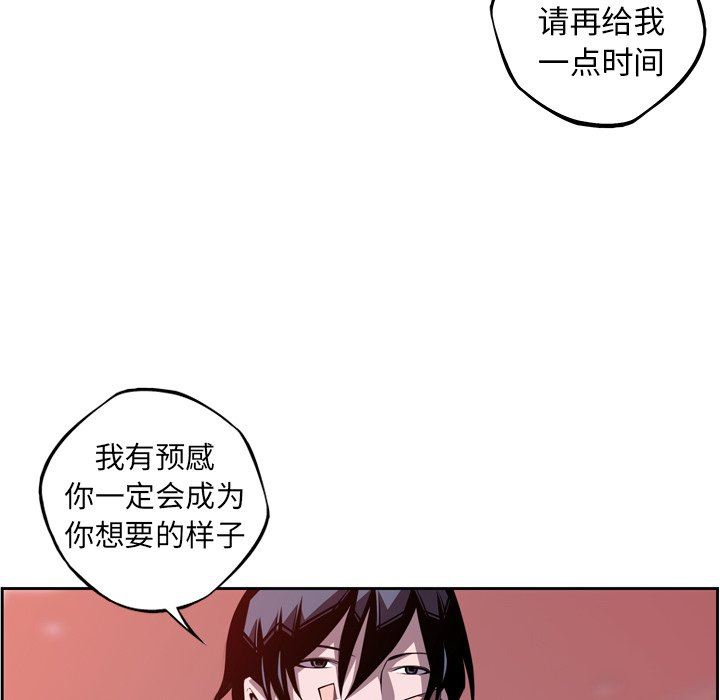 请再给我
一点时间
我有预感
你一定会成为
你想要的样子